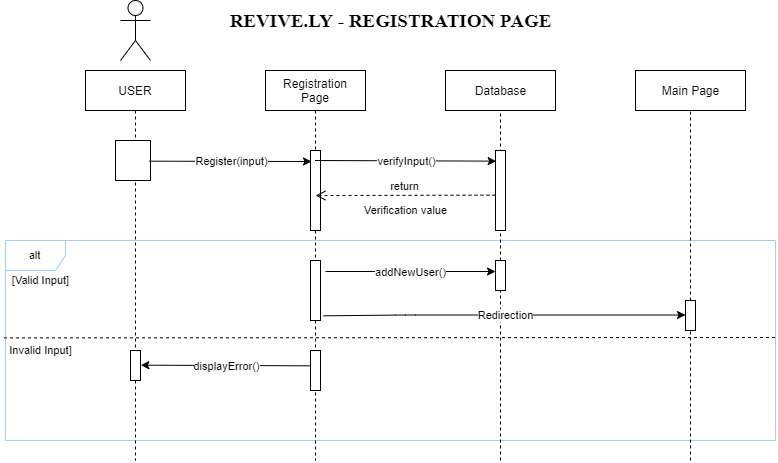 REVIVE.LY - REGISTRATION PAGE
USER
Registration
Page
Database
Main Page
Register(input)
verifyInput()
return
Verification value
alt
[Valid Input]
addNewUser()
Redirection
Invalid Input]
displayError()